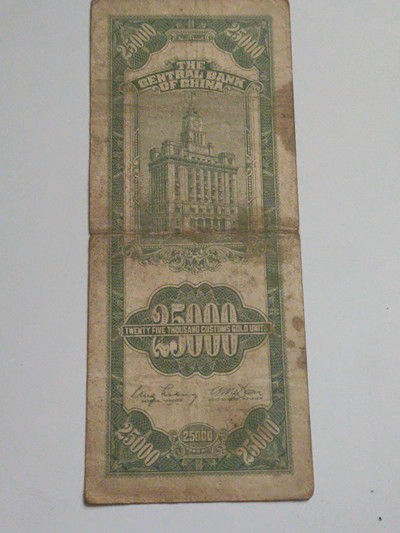 25000 25000
THE
CENTRAL BANK
OF CHINA
25000
TWENTY FIVE THOUSAND CUSTOMS GOLD UNITS
25000
25000 25000